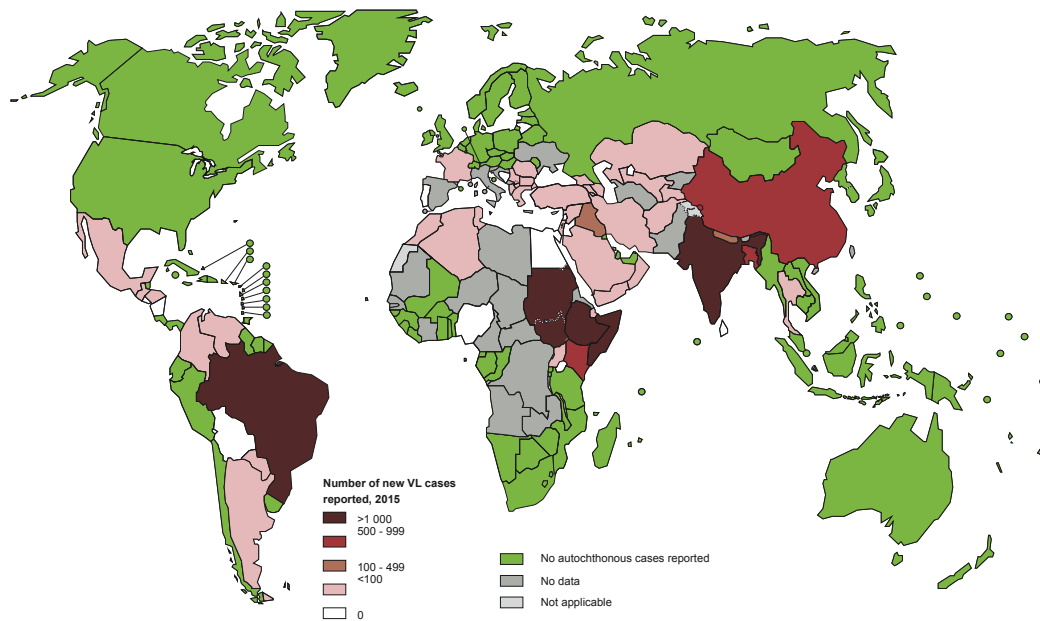 Number of new VL cases
reported, 2015
>1 000
500 - 999
100 - 499
<100
0
No autochthonous cases reported
No data
Not applicable